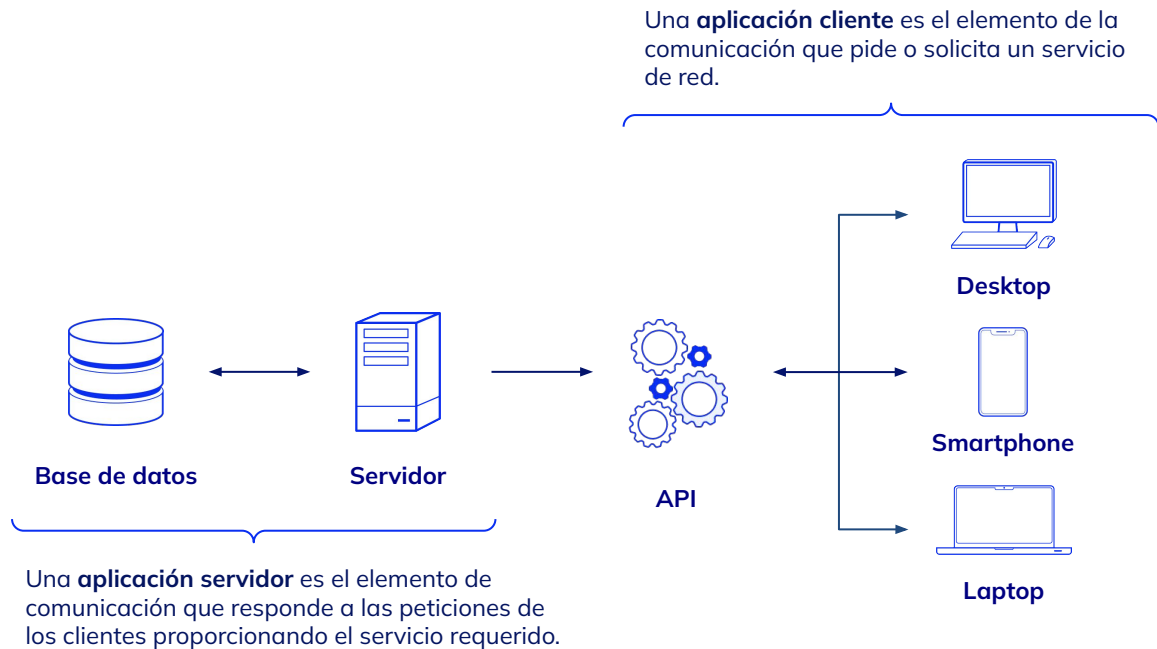 Una aplicación cliente es el elemento de la
comunicación que pide o solicita un servicio
de red.
Desktop
Smartphone
Base de datos
Servidor
API
Laptop
Una aplicación servidor es el elemento de
comunicación que responde a las peticiones de
los clientes proporcionando el servicio requerido.